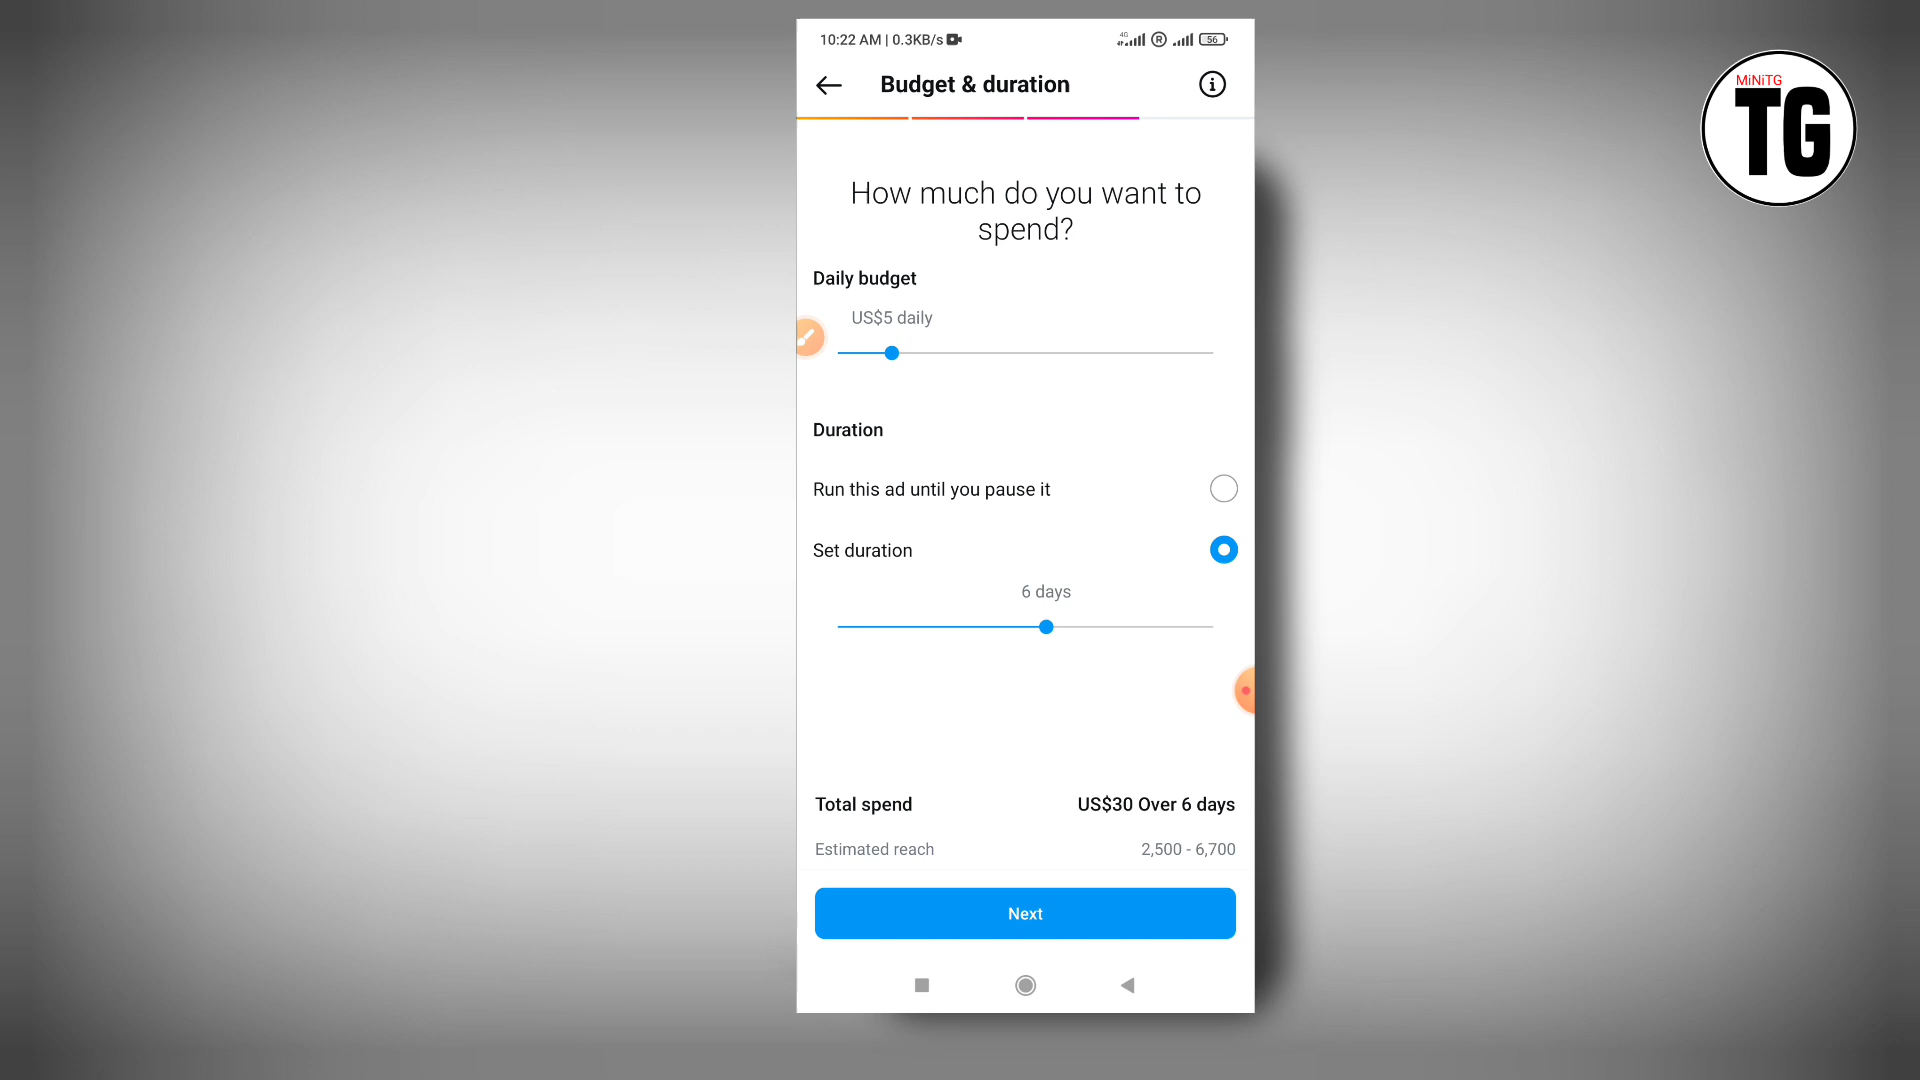 10:22 AM | 0.3KB/s
4G
R
56
Budget & duration
MiNiTG
TG
How much do you want to
spend?
Daily budget
US$5 daily
Duration
Run this ad until you pause it
Set duration
6 days
Total spend
US$30 Over 6 days
Estimated reach
2,500 - 6,700
Next